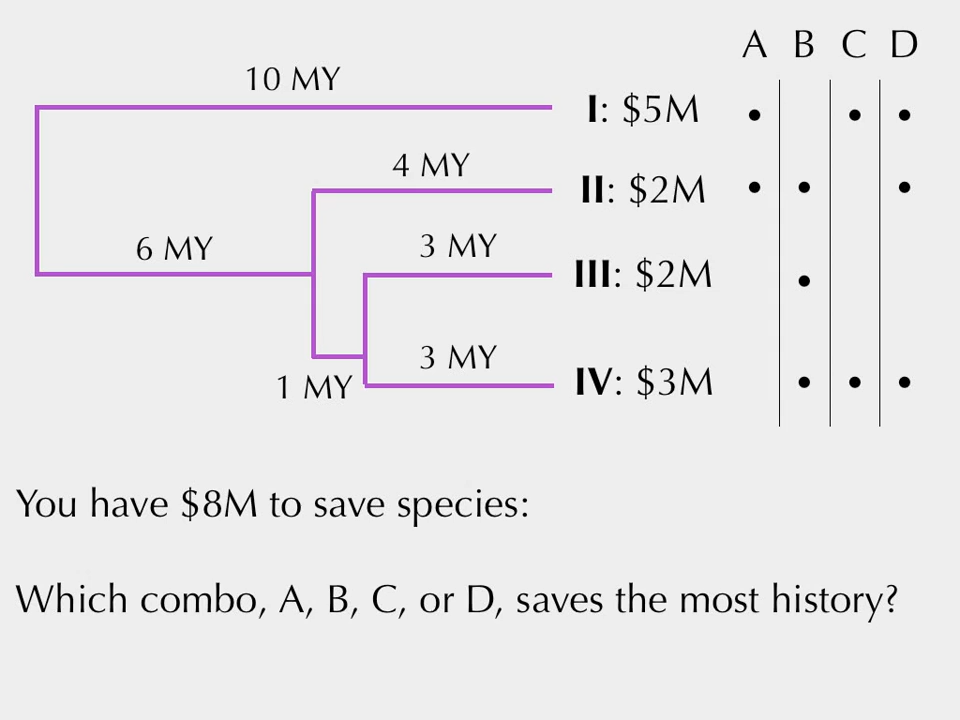 A B C D
10 MY
I: $5M
4 MY
II: $2M
6 MY
3 MY
III: $2M
3 MY
IV: $3M
1 MY
You have $8M to save species:
Which combo, A, B, C, or D, saves the most history?